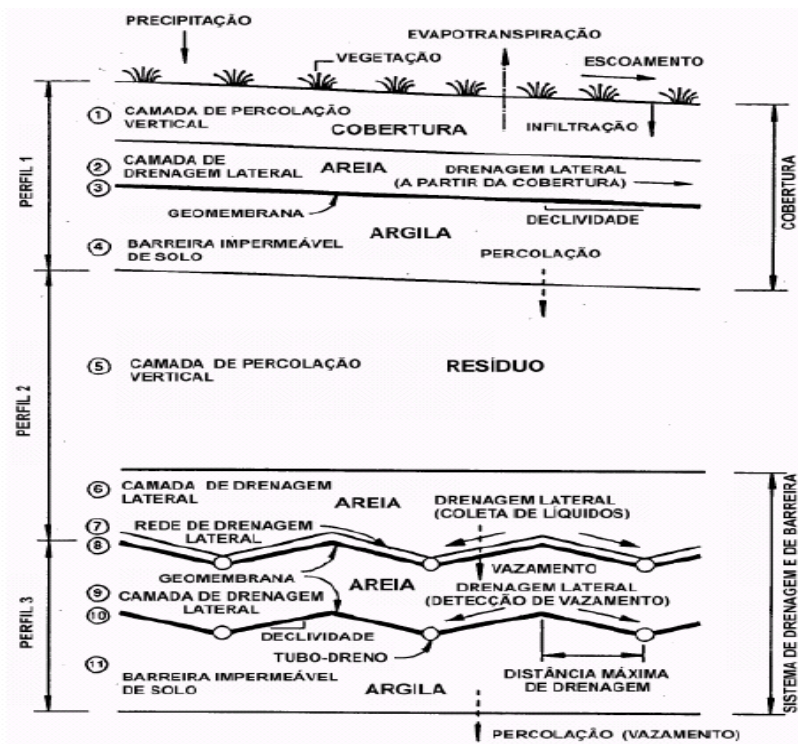 PRECIPITAÇÃO
EVAPOTRANSPIRAÇÃO
VEGETAÇÃO
ESCOAMENTO
1 CAMADA DE PERCOLAÇÃO
VERTICAL
COBERTURA
INFILTRAÇÃO
2 CAMADA DE
DRENAGEM LATERAL
AREIA
DRENAGEM LATERAL
(A PARTIR DA COBERTURA)
3
GEOMEMBRANA
DECLIVIDADE
ARGILA
4 BARREIRA IMPERMEÁVEL
DE SOLO
PERCOLAÇÃO
PERFIL 1
COBERTURA
5 CAMADA DE PERCOLAÇÃO
VERTICAL
RESÍDUO
PERFIL 2
6 CAMADA DE DRENAGEM
LATERAL
AREIA
DRENAGEM LATERAL
(COLETA DE LÍQUIDOS)
7 REDE DE DRENAGEM
LATERAL
8
VAZAMENTO
GEOMEMBRANA
AREIA
9 CAMADA DE DRENAGEM
LATERAL
DRENAGEM LATERAL
(DETECÇÃO DE VAZAMENTO)
10
DECLIVIDADE
TUBO-DRENO
DISTÂNCIA MÁXIMA
DE DRENAGEM
11
BARREIRA IMPERMEÁVEL
DE SOLO
ARGILA
PERCOLAÇÃO (VAZAMENTO)
PERFIL 3
SISTEMA DE DRENAGEM E DE BARREIRA